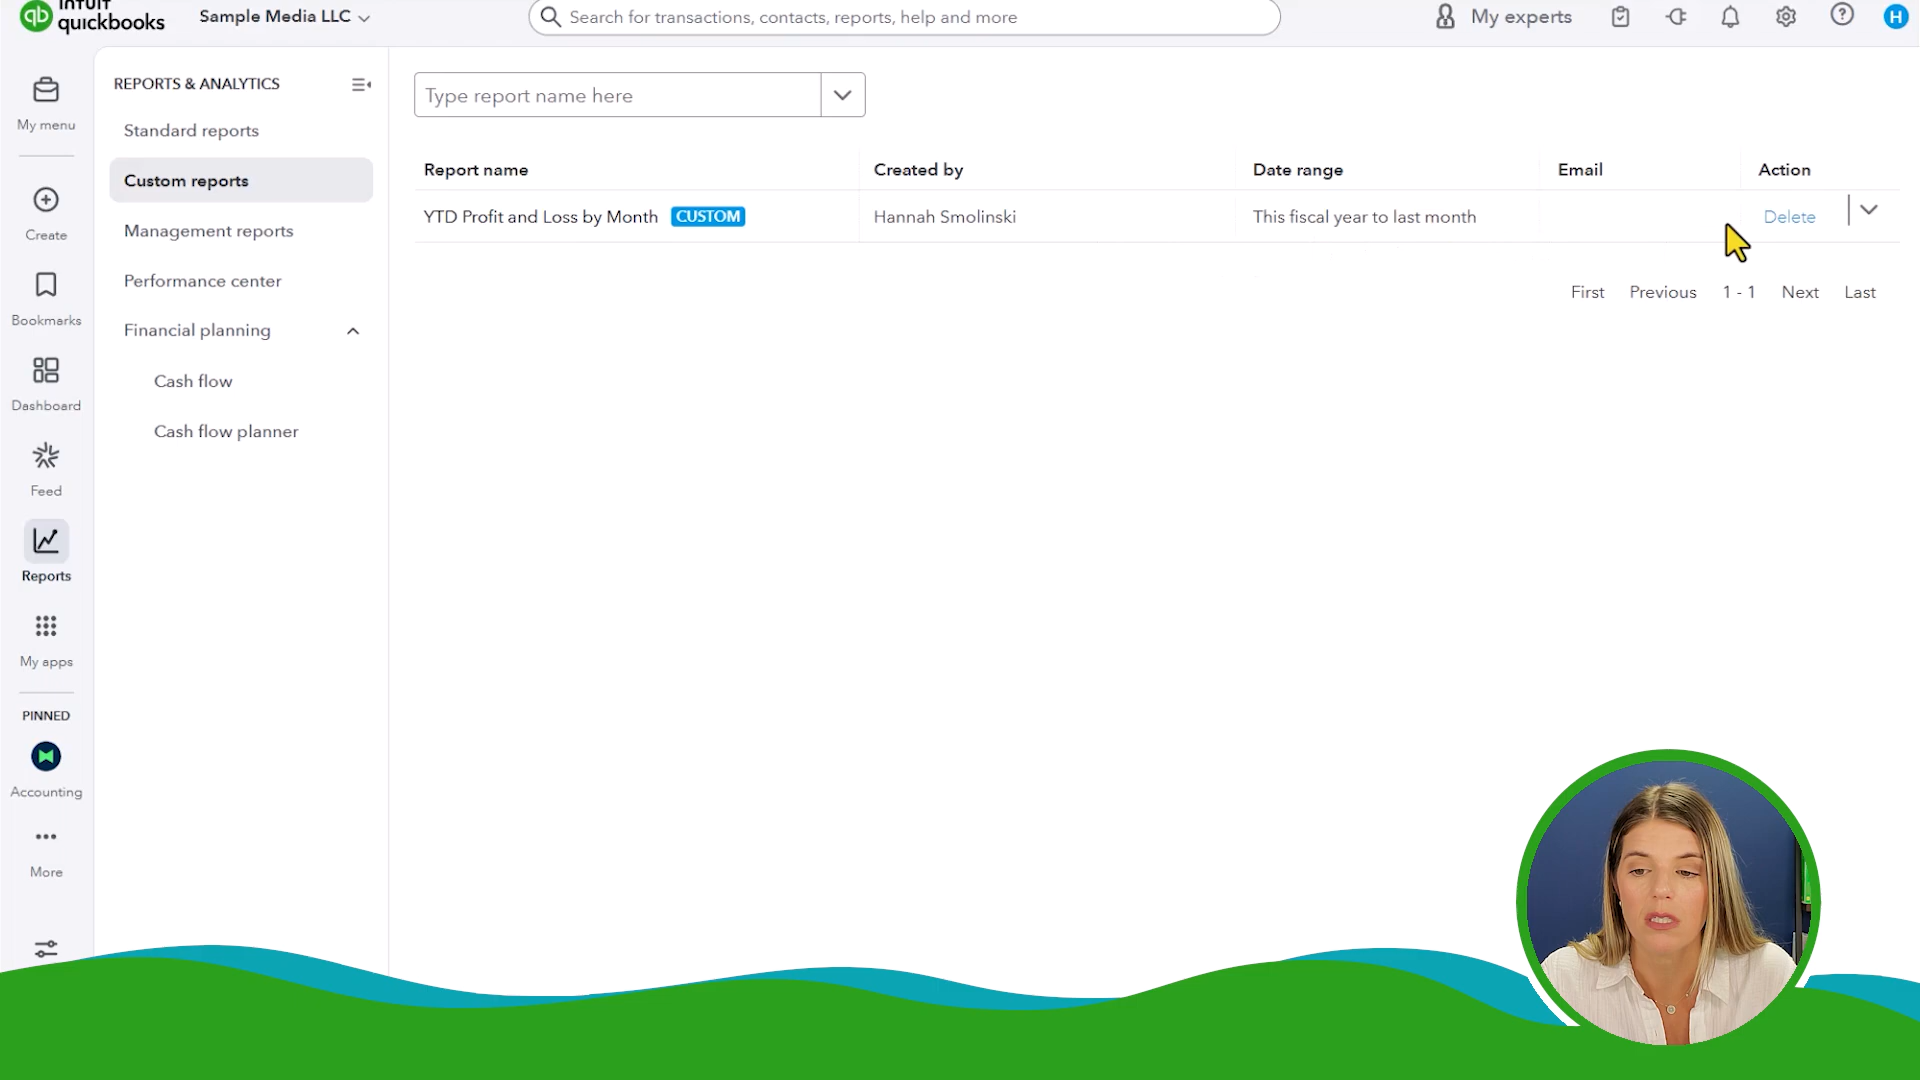 INTUIT
quickbooks
Sample Media LLC
Search for transactions, contacts, reports, help and more
My experts
H
My menu
Create
Bookmarks
Dashboard
Feed
Reports
My apps
PINNED
Accounting
More
REPORTS & ANALYTICS
Standard reports
Custom reports
Management reports
Performance center
Financial planning
Cash flow
Cash flow planner
Type report name here
Report name Created by Date range Email Action
YTD Profit and Loss by Month CUSTOM Hannah Smolinski This fiscal year to last month Delete
First Previous 1 - 1 Next Last